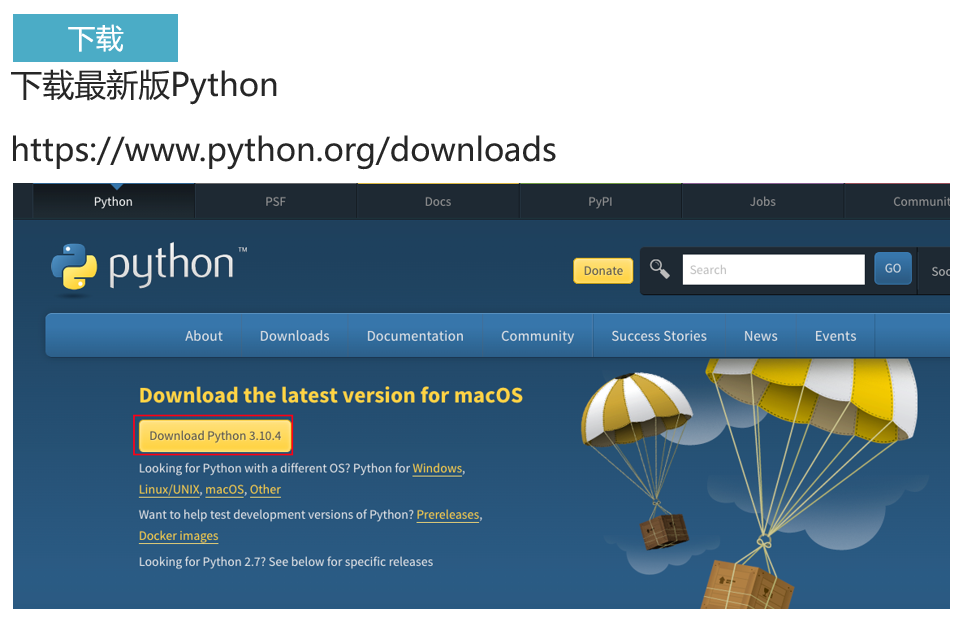 下载
下载最新版Python
https://www.python.org/downloads
Python PSF Docs PyPI Jobs
python™
Donate Search GO
About Downloads Documentation Community Success Stories News Events
Download the latest version for macOS
Download Python 3.10.4
Looking for Python with a different OS? Python for Windows,
Linux/UNIX, macOS, Other
Want to help test development versions of Python? Prereleases,
Docker images
Looking for Python 2.7? See below for specific releases